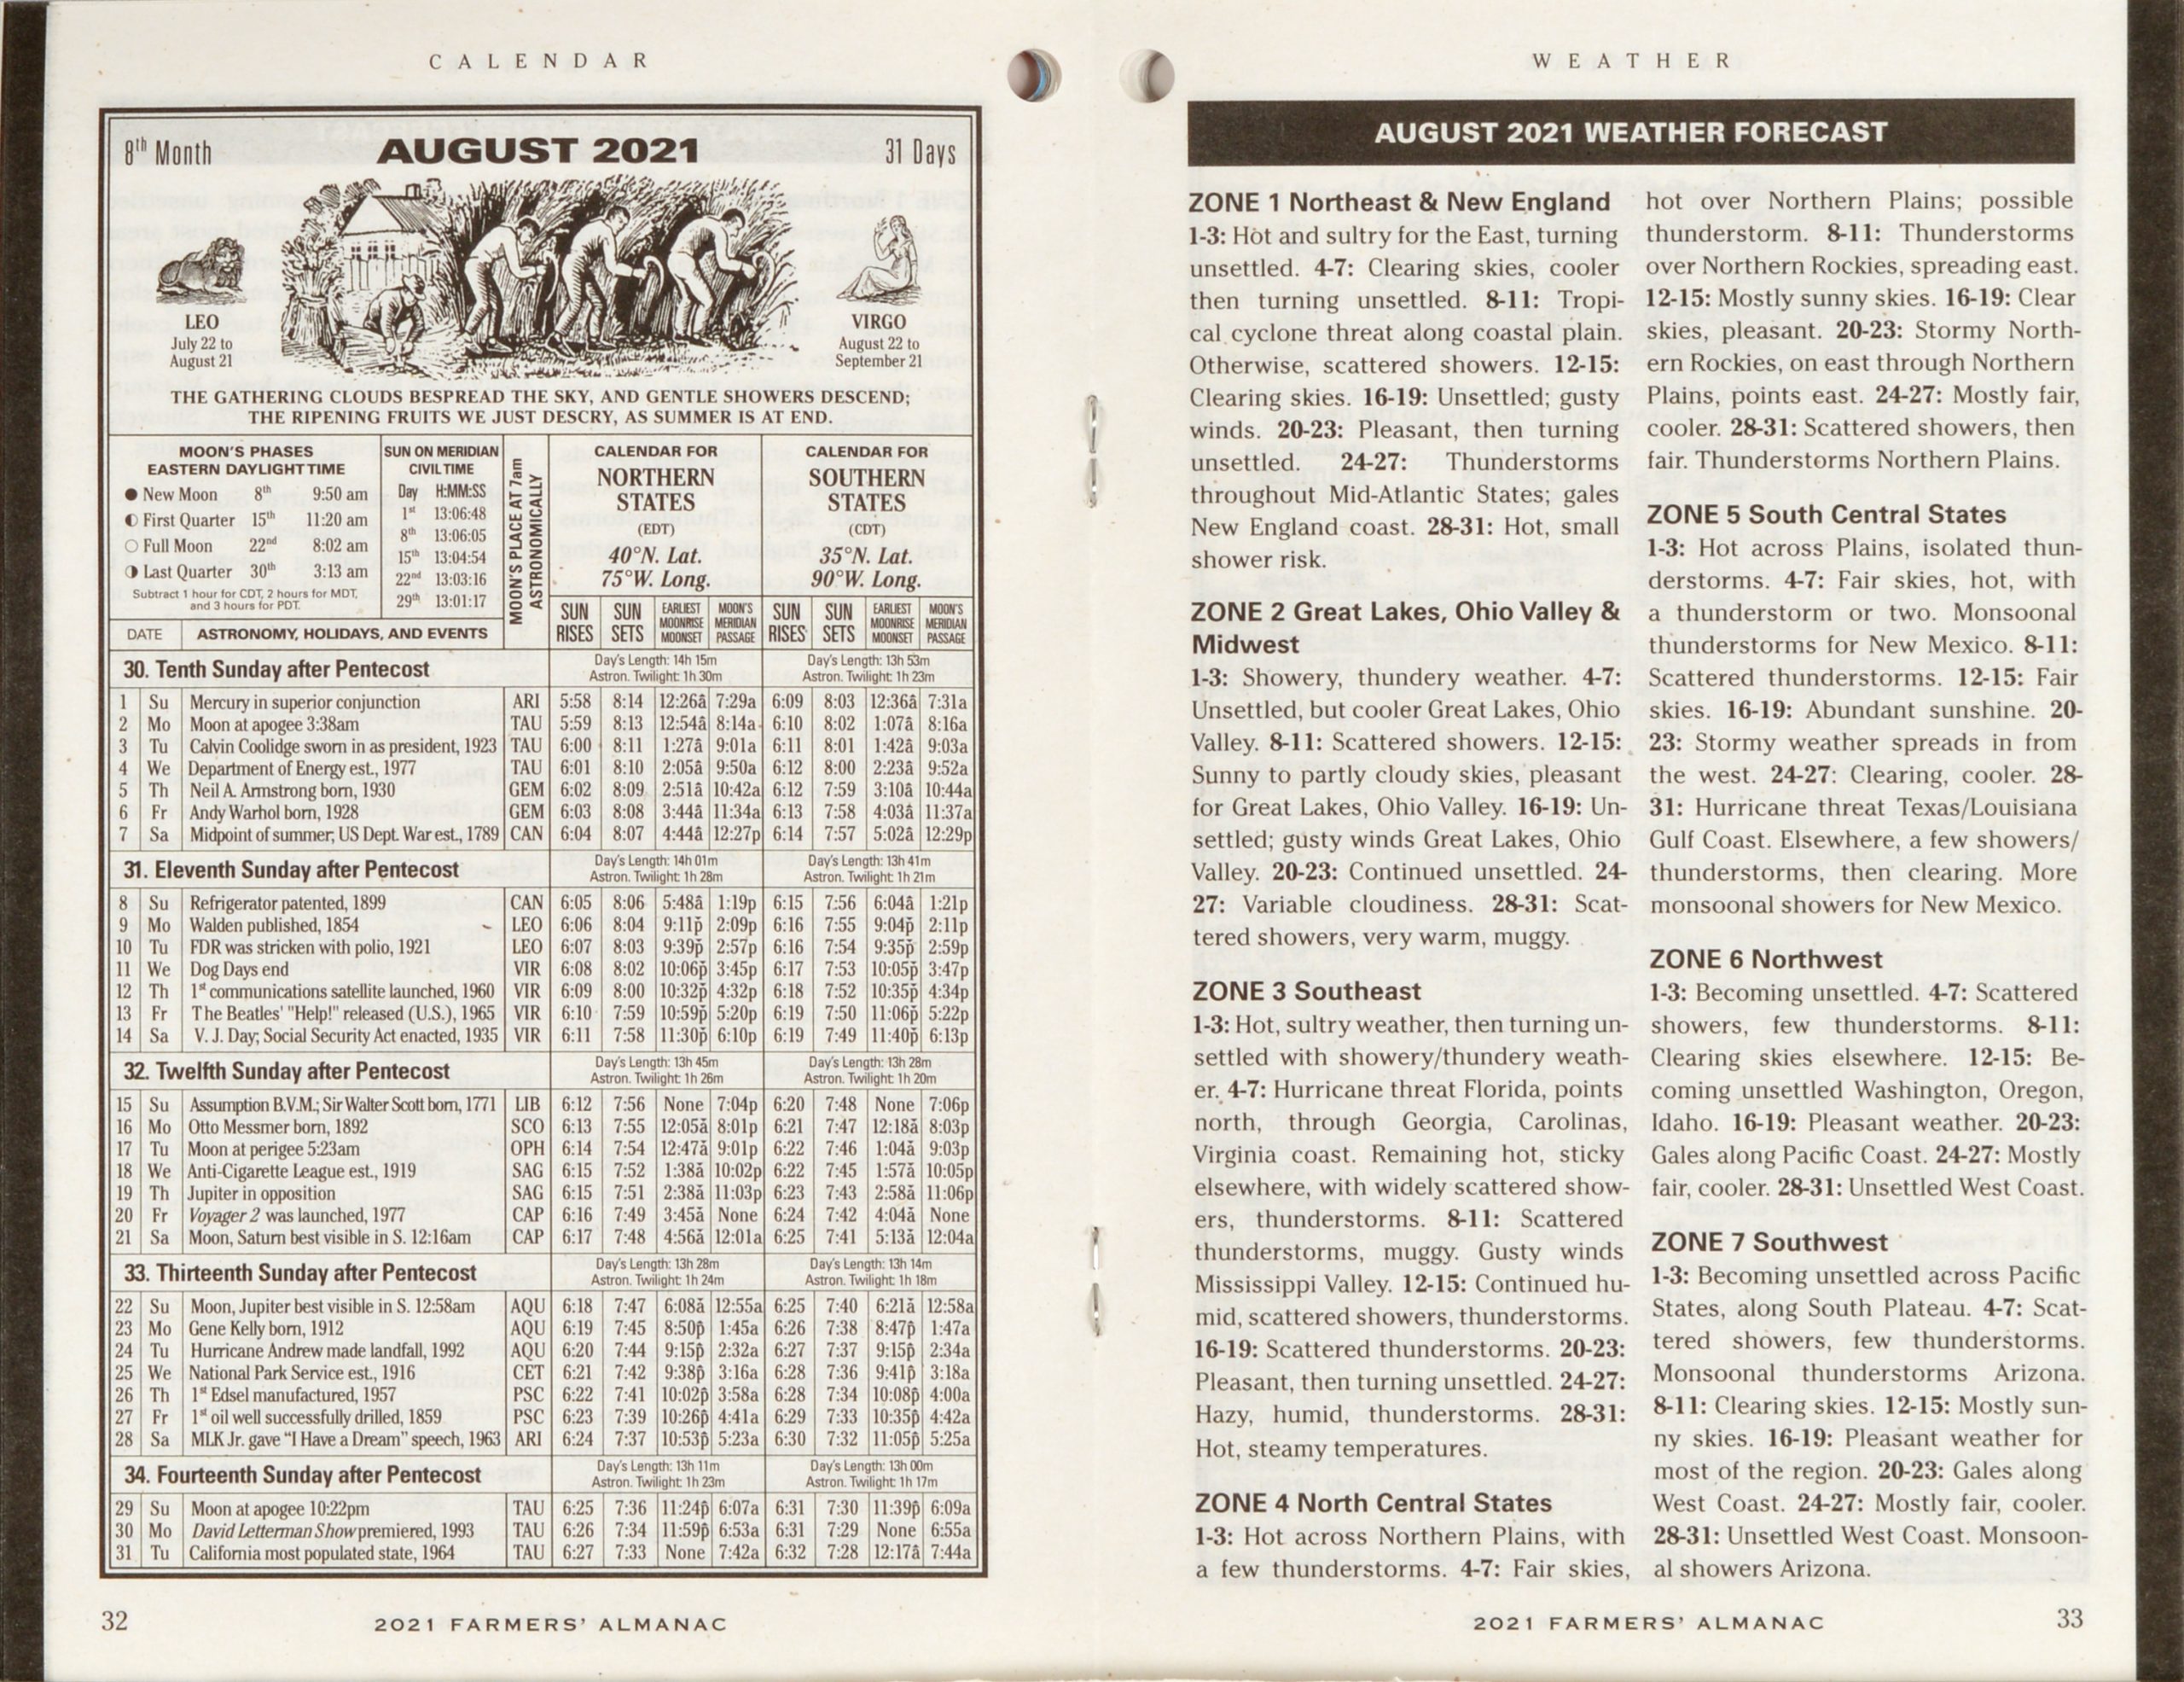 CALENDAR
8th Month AUGUST 2021 31 Days
LEO
July 22 to
August 21
VIRGO
August 22 to
September 21
THE GATHERING CLOUDS BESPREAD THE SKY, AND GENTLE SHOWERS DESCEND;
THE RIPENING FRUITS WE JUST DESCRY, AS SUMMER IS AT END.
MOON'S PHASES
EASTERN DAYLIGHT TIME
● New Moon 8th 9:50 am
◐ First Quarter 15th 11:20 am
○ Full Moon 22nd 8:02 am
◑ Last Quarter 30th 3:13 am
Subtract 1 hour for CDT, 2 hours for MDT,
and 3 hours for PDT.
SUN ON MERIDIAN
CIVIL TIME
Day H:MM:SS
1st 13:06:48
8th 13:06:05
15th 13:04:54
22nd 13:03:16
29th 13:01:17
MOON'S PLACE AT 7am
ASTRONOMICALLY
CALENDAR FOR
NORTHERN
STATES
(EDT)
40°N. Lat.
75°W. Long.
CALENDAR FOR
SOUTHERN
STATES
(CDT)
35°N. Lat.
90°W. Long.
DATE ASTRONOMY, HOLIDAYS, AND EVENTS
SUN RISES SUN SETS EARLIEST MOONRISE MOONSET MOON'S MERIDIAN PASSAGE SUN RISES SUN SETS EARLIEST MOONRISE MOONSET MOON'S MERIDIAN PASSAGE
30. Tenth Sunday after Pentecost
Day's Length: 14h 15m Day's Length: 13h 53m
Astron. Twilight: 1h 30m Astron. Twilight: 1h 23m
1 Su Mercury in superior conjunction ARI 5:58 8:14 12:26â 7:29a 6:09 8:03 12:36â 7:31a
2 Mo Moon at apogee 3:38am TAU 5:59 8:13 12:54â 8:14a 6:10 8:02 1:07â 8:16a
3 Tu Calvin Coolidge sworn in as president, 1923 TAU 6:00 8:11 1:27â 9:01a 6:11 8:01 1:42â 9:03a
4 We Department of Energy est., 1977 TAU 6:01 8:10 2:05â 9:50a 6:12 8:00 2:23â 9:52a
5 Th Neil A. Armstrong born, 1930 GEM 6:02 8:09 2:51â 10:42a 6:12 7:59 3:10â 10:44a
6 Fr Andy Warhol born, 1928 GEM 6:03 8:08 3:44â 11:34a 6:13 7:58 4:03â 11:37a
7 Sa Midpoint of summer; US Dept. War est., 1789 CAN 6:04 8:07 4:44â 12:27p 6:14 7:57 5:02â 12:29p
31. Eleventh Sunday after Pentecost
Day's Length: 14h 01m Day's Length: 13h 41m
Astron. Twilight: 1h 28m Astron. Twilight: 1h 21m
8 Su Refrigerator patented, 1899 CAN 6:05 8:06 5:48â 1:19p 6:15 7:56 6:04â 1:21p
9 Mo Walden published, 1854 LEO 6:06 8:04 9:11p̌ 2:09p 6:16 7:55 9:04p̌ 2:11p
10 Tu FDR was stricken with polio, 1921 LEO 6:07 8:03 9:39p̌ 2:57p 6:16 7:54 9:35p̌ 2:59p
11 We Dog Days end VIR 6:08 8:02 10:06p̌ 3:45p 6:17 7:53 10:05p̌ 3:47p
12 Th 1st communications satellite launched, 1960 VIR 6:09 8:00 10:32p̌ 4:32p 6:18 7:52 10:35p̌ 4:34p
13 Fr The Beatles' "Help!" released (U.S.), 1965 VIR 6:10 7:59 10:59p̌ 5:20p 6:19 7:50 11:06p̌ 5:22p
14 Sa V. J. Day; Social Security Act enacted, 1935 VIR 6:11 7:58 11:30p̌ 6:10p 6:19 7:49 11:40p̌ 6:13p
32. Twelfth Sunday after Pentecost
Day's Length: 13h 45m Day's Length: 13h 28m
Astron. Twilight: 1h 26m Astron. Twilight: 1h 20m
15 Su Assumption B.V.M.; Sir Walter Scott born, 1771 LIB 6:12 7:56 None 7:04p 6:20 7:48 None 7:06p
16 Mo Otto Messmer born, 1892 SCO 6:13 7:55 12:05ǎ 8:01p 6:21 7:47 12:18ǎ 8:03p
17 Tu Moon at perigee 5:23am OPH 6:14 7:54 12:47ǎ 9:01p 6:22 7:46 1:04ǎ 9:03p
18 We Anti-Cigarette League est., 1919 SAG 6:15 7:52 1:38ǎ 10:02p 6:22 7:45 1:57ǎ 10:05p
19 Th Jupiter in opposition SAG 6:15 7:51 2:38ǎ 11:03p 6:23 7:43 2:58ǎ 11:06p
20 Fr Voyager 2 was launched, 1977 CAP 6:16 7:49 3:45ǎ None 6:24 7:42 4:04ǎ None
21 Sa Moon, Saturn best visible in S. 12:16am CAP 6:17 7:48 4:56ǎ 12:01a 6:25 7:41 5:13ǎ 12:04a
33. Thirteenth Sunday after Pentecost
Day's Length: 13h 28m Day's Length: 13h 14m
Astron. Twilight: 1h 24m Astron. Twilight: 1h 18m
22 Su Moon, Jupiter best visible in S. 12:58am AQU 6:18 7:47 6:08ǎ 12:55a 6:25 7:40 6:21ǎ 12:58a
23 Mo Gene Kelly born, 1912 AQU 6:19 7:45 8:50p̂ 1:45a 6:26 7:38 8:47p̂ 1:47a
24 Tu Hurricane Andrew made landfall, 1992 AQU 6:20 7:44 9:15p̂ 2:32a 6:27 7:37 9:15p̂ 2:34a
25 We National Park Service est., 1916 CET 6:21 7:42 9:38p̂ 3:16a 6:28 7:36 9:41p̂ 3:18a
26 Th 1st Edsel manufactured, 1957 PSC 6:22 7:41 10:02p̂ 3:58a 6:28 7:34 10:08p̂ 4:00a
27 Fr 1st oil well successfully drilled, 1859 PSC 6:23 7:39 10:26p̂ 4:41a 6:29 7:33 10:35p̂ 4:42a
28 Sa MLK Jr. gave “I Have a Dream” speech, 1963 ARI 6:24 7:37 10:53p̂ 5:23a 6:30 7:32 11:05p̂ 5:25a
34. Fourteenth Sunday after Pentecost
Day's Length: 13h 11m Day's Length: 13h 00m
Astron. Twilight: 1h 23m Astron. Twilight: 1h 17m
29 Su Moon at apogee 10:22pm TAU 6:25 7:36 11:24p̂ 6:07a 6:31 7:30 11:39p̂ 6:09a
30 Mo David Letterman Show premiered, 1993 TAU 6:26 7:34 11:59p̂ 6:53a 6:31 7:29 None 6:55a
31 Tu California most populated state, 1964 TAU 6:27 7:33 None 7:42a 6:32 7:28 12:17â 7:44a
32 2021 FARMERS' ALMANAC
WEATHER
AUGUST 2021 WEATHER FORECAST
ZONE 1 Northeast & New England
1-3: Hot and sultry for the East, turning
unsettled. 4-7: Clearing skies, cooler
then turning unsettled. 8-11: Tropi-
cal cyclone threat along coastal plain.
Otherwise, scattered showers. 12-15:
Clearing skies. 16-19: Unsettled; gusty
winds. 20-23: Pleasant, then turning
unsettled. 24-27: Thunderstorms
throughout Mid-Atlantic States; gales
New England coast. 28-31: Hot, small
shower risk.
ZONE 2 Great Lakes, Ohio Valley &
Midwest
1-3: Showery, thundery weather. 4-7:
Unsettled, but cooler Great Lakes, Ohio
Valley. 8-11: Scattered showers. 12-15:
Sunny to partly cloudy skies, pleasant
for Great Lakes, Ohio Valley. 16-19: Un-
settled; gusty winds Great Lakes, Ohio
Valley. 20-23: Continued unsettled. 24-
27: Variable cloudiness. 28-31: Scat-
tered showers, very warm, muggy.
ZONE 3 Southeast
1-3: Hot, sultry weather, then turning un-
settled with showery/thundery weath-
er. 4-7: Hurricane threat Florida, points
north, through Georgia, Carolinas,
Virginia coast. Remaining hot, sticky
elsewhere, with widely scattered show-
ers, thunderstorms. 8-11: Scattered
thunderstorms, muggy. Gusty winds
Mississippi Valley. 12-15: Continued hu-
mid, scattered showers, thunderstorms.
16-19: Scattered thunderstorms. 20-23:
Pleasant, then turning unsettled. 24-27:
Hazy, humid, thunderstorms. 28-31:
Hot, steamy temperatures.
ZONE 4 North Central States
1-3: Hot across Northern Plains, with
a few thunderstorms. 4-7: Fair skies,
hot over Northern Plains; possible
thunderstorm. 8-11: Thunderstorms
over Northern Rockies, spreading east.
12-15: Mostly sunny skies. 16-19: Clear
skies, pleasant. 20-23: Stormy North-
ern Rockies, on east through Northern
Plains, points east. 24-27: Mostly fair,
cooler. 28-31: Scattered showers, then
fair. Thunderstorms Northern Plains.
ZONE 5 South Central States
1-3: Hot across Plains, isolated thun-
derstorms. 4-7: Fair skies, hot, with
a thunderstorm or two. Monsoonal
thunderstorms for New Mexico. 8-11:
Scattered thunderstorms. 12-15: Fair
skies. 16-19: Abundant sunshine. 20-
23: Stormy weather spreads in from
the west. 24-27: Clearing, cooler. 28-
31: Hurricane threat Texas/Louisiana
Gulf Coast. Elsewhere, a few showers/
thunderstorms, then clearing. More
monsoonal showers for New Mexico.
ZONE 6 Northwest
1-3: Becoming unsettled. 4-7: Scattered
showers, few thunderstorms. 8-11:
Clearing skies elsewhere. 12-15: Be-
coming unsettled Washington, Oregon,
Idaho. 16-19: Pleasant weather. 20-23:
Gales along Pacific Coast. 24-27: Mostly
fair, cooler. 28-31: Unsettled West Coast.
ZONE 7 Southwest
1-3: Becoming unsettled across Pacific
States, along South Plateau. 4-7: Scat-
tered showers, few thunderstorms.
Monsoonal thunderstorms Arizona.
8-11: Clearing skies. 12-15: Mostly sun-
ny skies. 16-19: Pleasant weather for
most of the region. 20-23: Gales along
West Coast. 24-27: Mostly fair, cooler.
28-31: Unsettled West Coast. Monsoon-
al showers Arizona.
2021 FARMERS' ALMANAC 33